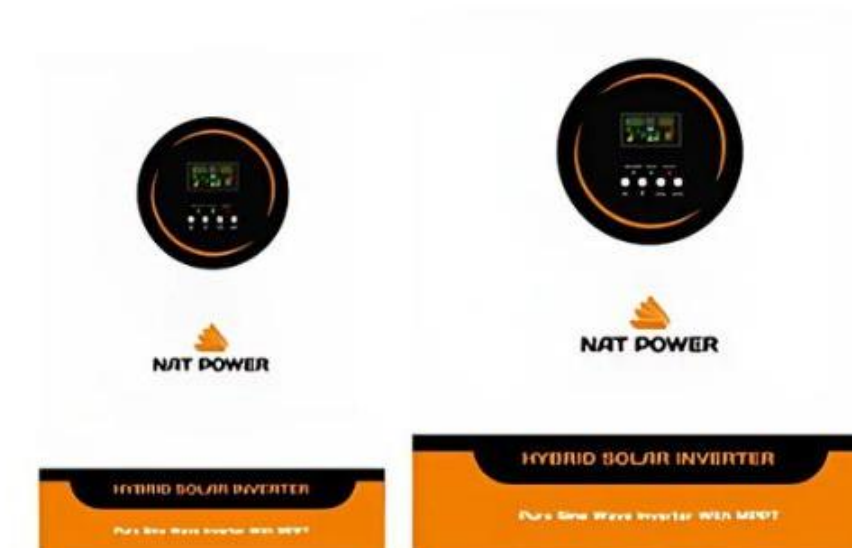 NAT POWER
HYBRID SOLAR INVERTER
Pure Sine Wave Inverter With MPPT
NAT POWER
HYBRID SOLAR INVERTER
Pure Sine Wave Inverter With MPPT